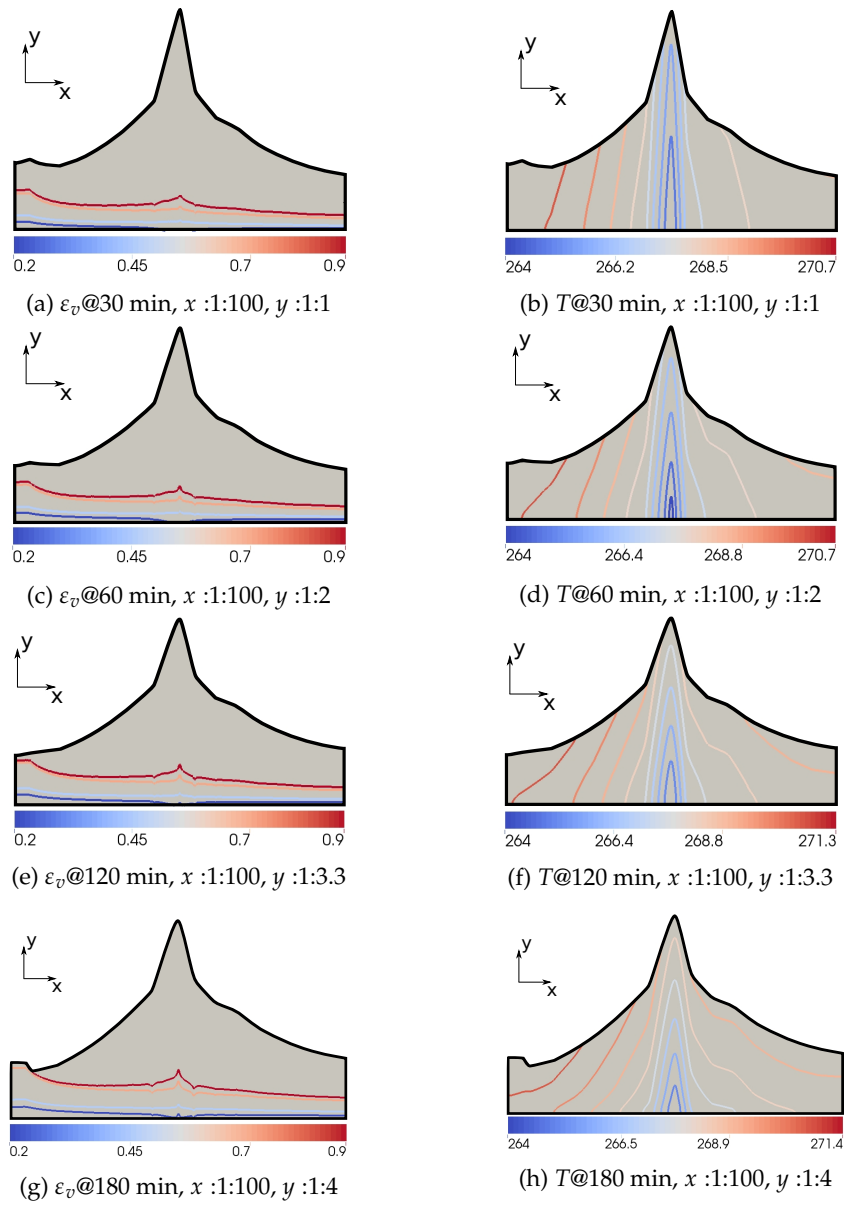 y
x
0.2 0.45 0.7 0.9
(a) εv@30 min, x :1:100, y :1:1
y
x
264 266.2 268.5 270.7
(b) T@30 min, x :1:100, y :1:1
y
x
0.2 0.45 0.7 0.9
(c) εv@60 min, x :1:100, y :1:2
y
x
264 266.4 268.8 270.7
(d) T@60 min, x :1:100, y :1:2
y
x
0.2 0.45 0.7 0.9
(e) εv@120 min, x :1:100, y :1:3.3
y
x
264 266.4 268.8 271.3
(f) T@120 min, x :1:100, y :1:3.3
y
x
0.2 0.45 0.7 0.9
(g) εv@180 min, x :1:100, y :1:4
y
x
264 266.5 268.9 271.4
(h) T@180 min, x :1:100, y :1:4